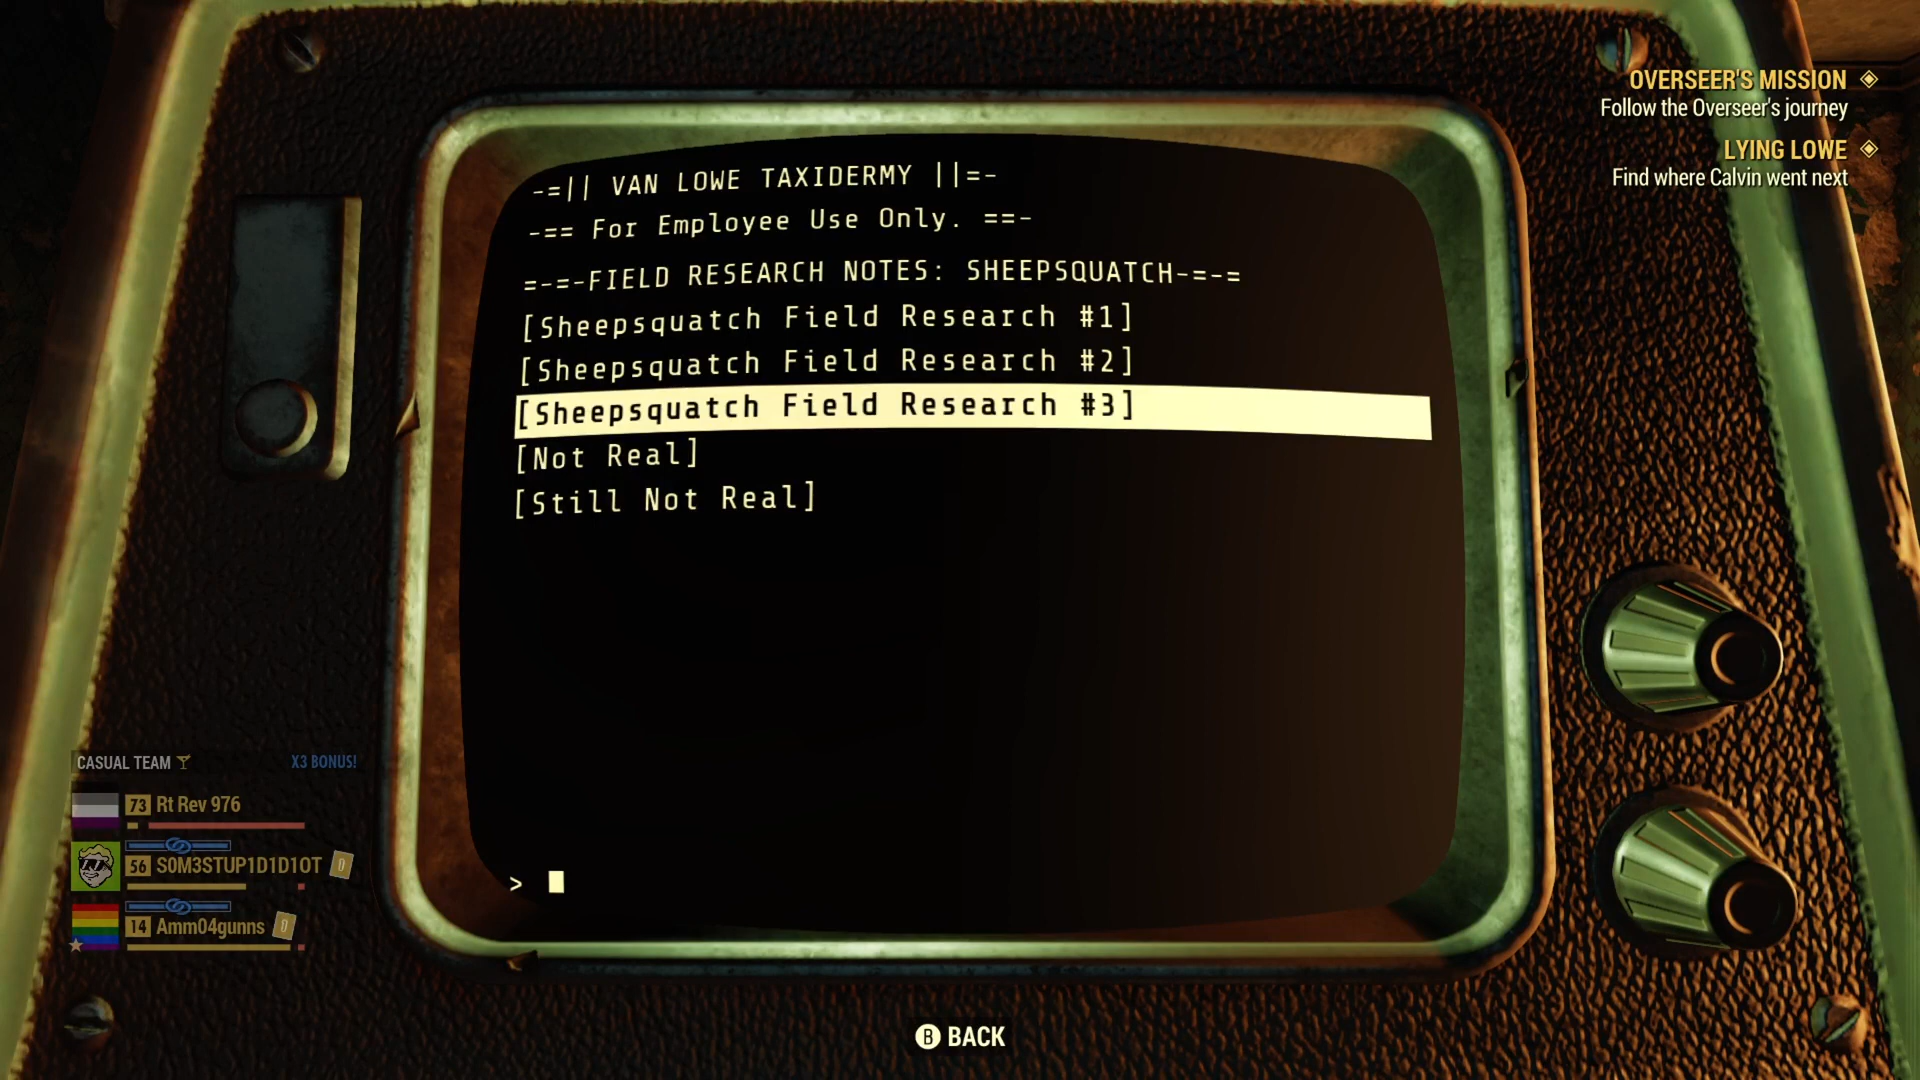 OVERSEER'S MISSION
Follow the Overseer's journey
LYING LOWE
Find where Calvin went next
-=|| VAN LOWE TAXIDERMY ||=-
-== For Employee Use Only. ==-
=-=-FIELD RESEARCH NOTES: SHEEPSQUATCH-=-=
[Sheepsquatch Field Research #1]
[Sheepsquatch Field Research #2]
[Sheepsquatch Field Research #3]
[Not Real]
[Still Not Real]
>
CASUAL TEAM X3 BONUS!
73 Rt Rev 976
56 S0M3STUP1D1D1OT 0
14 Amm04gunns 0
B BACK